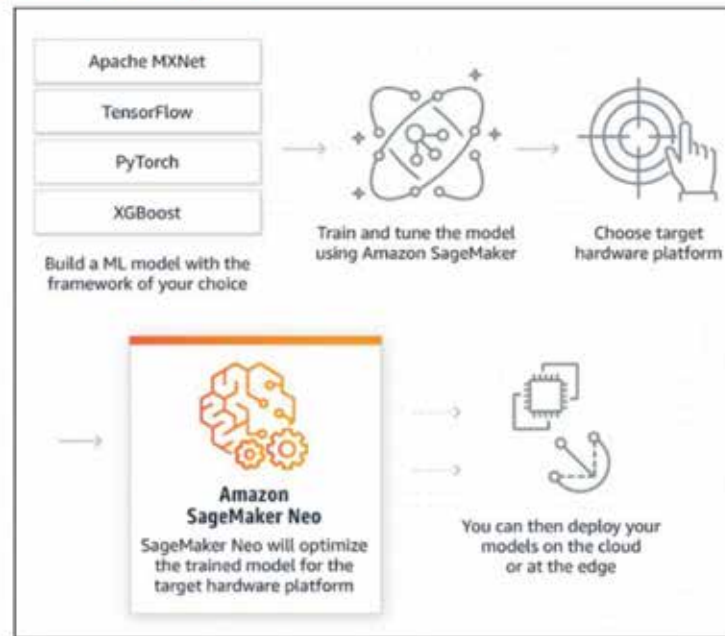 Apache MXNet
TensorFlow
PyTorch
XGBoost
Build a ML model with the
framework of your choice
Train and tune the model
using Amazon SageMaker
Choose target
hardware platform
Amazon
SageMaker Neo
SageMaker Neo will optimize
the trained model for the
target hardware platform
You can then deploy your
models on the cloud
or at the edge